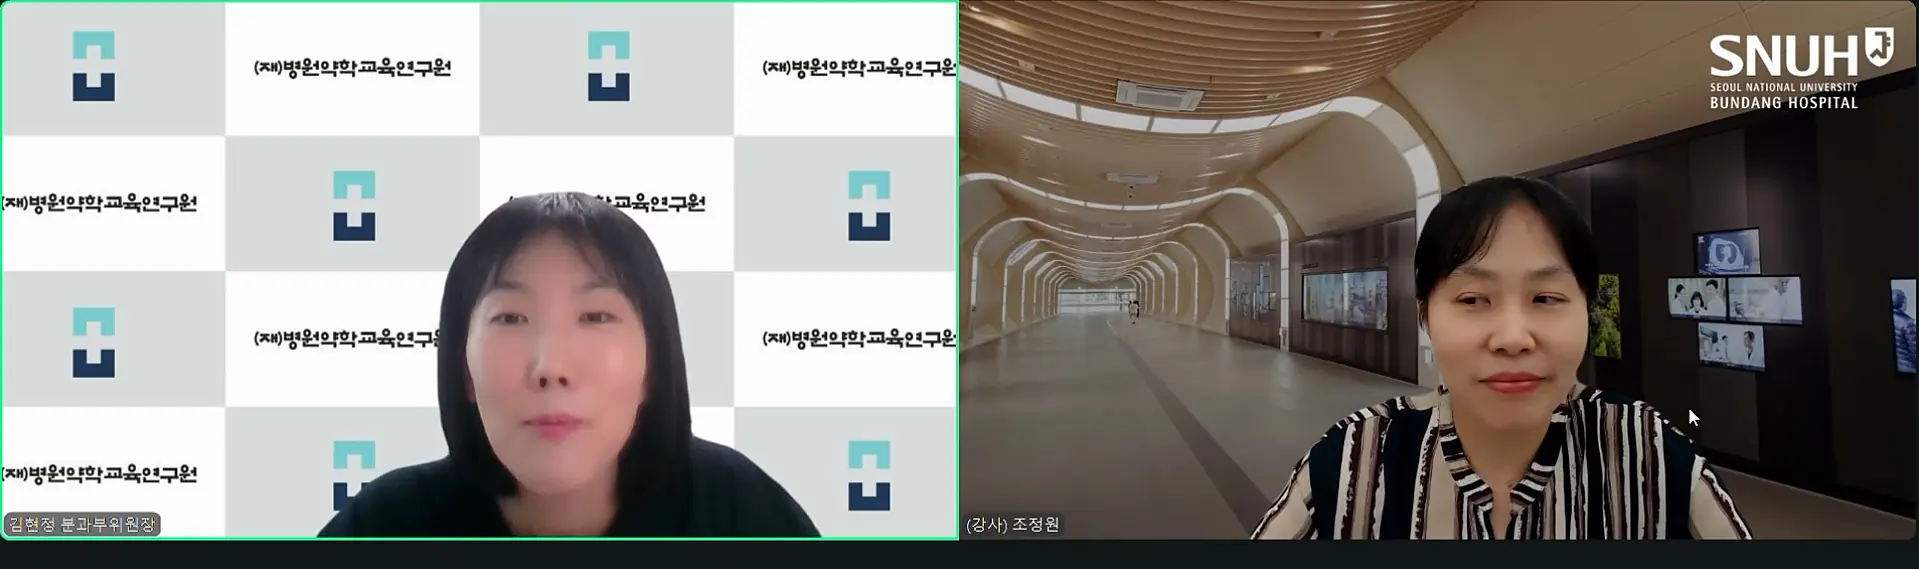 (재)병원약학교육연구원
(재)병원약학교육연구원
(재)병원약학교육연구원
육연구원
(재)병원약학교육연구
(재)병원약학교육연구원
(재)병원약학교육연구원
김현정 분과부위원장
SNUH
SEOUL NATIONAL UNIVERSITY
BUNDANG HOSPITAL
(강사) 조정원